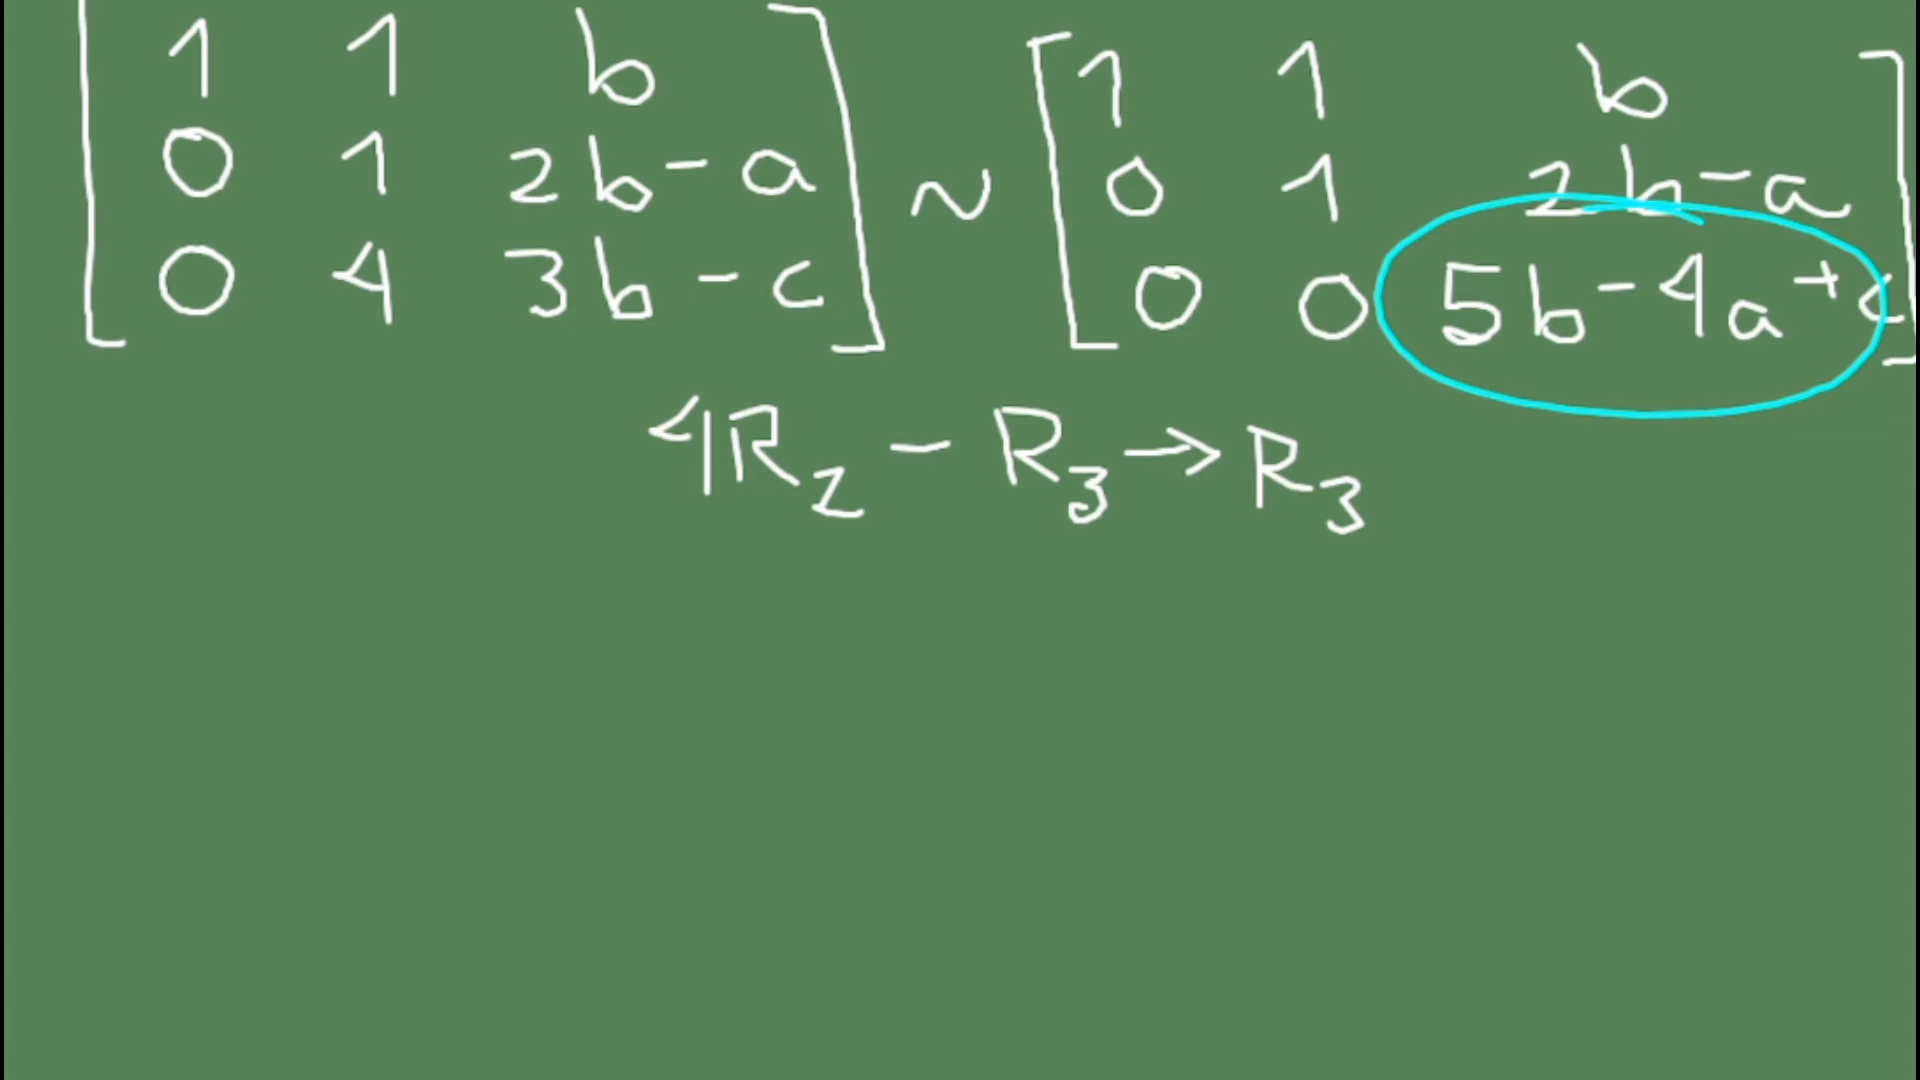 1 1 b ~ 1 1 b
0 1 2b-a 0 1 2b-a
0 4 3b-c 0 0 5b-4a+c
4R₂ - R₃ → R₃